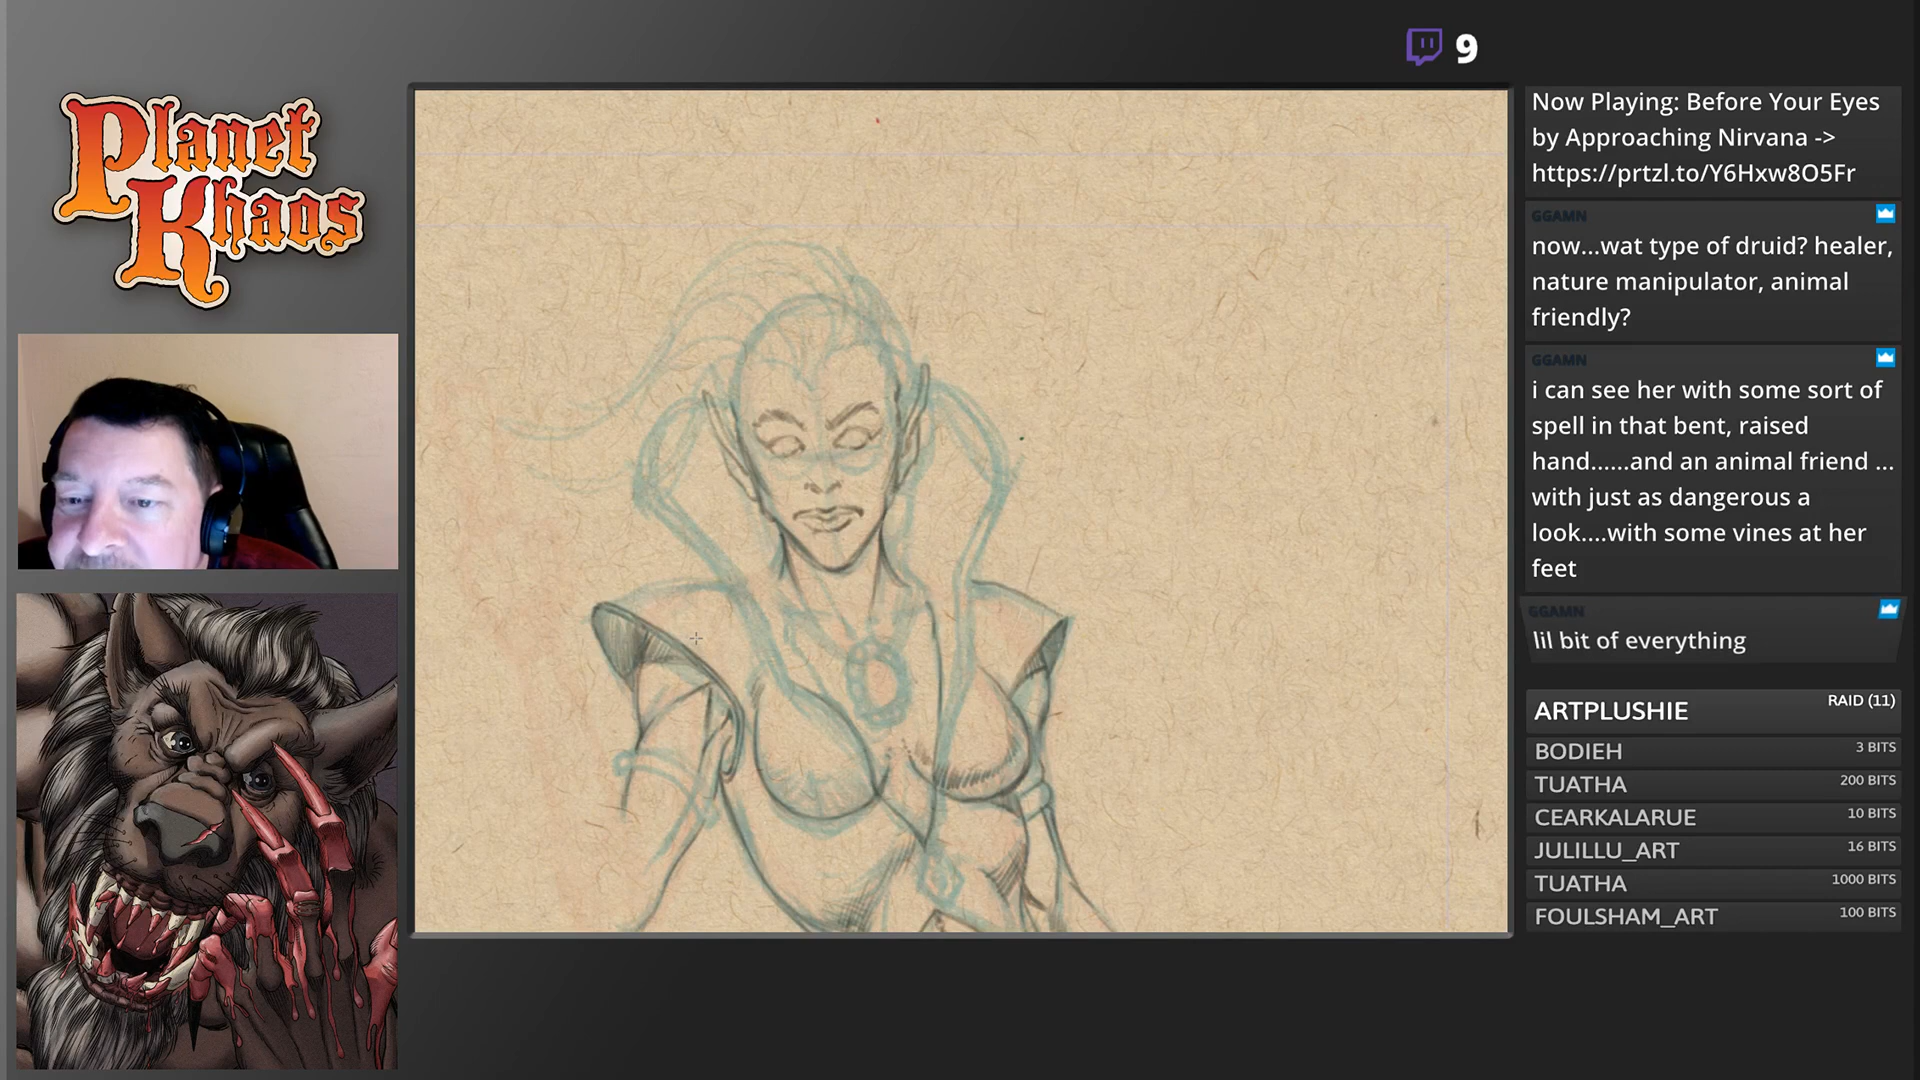 9
Planet
Khaos
Now Playing: Before Your Eyes
by Approaching Nirvana ->
https://prtzl.to/Y6Hxw8O5Fr
GGAMN
now...wat type of druid? healer,
nature manipulator, animal
friendly?
GGAMN
i can see her with some sort of
spell in that bent, raised
hand......and an animal friend ...
with just as dangerous a
look....with some vines at her
feet
GGAMN
lil bit of everything
ARTPLUSHIE RAID (11)
BODIEH 3 BITS
TUATHA 200 BITS
CEARKALARUE 10 BITS
JULILLU_ART 16 BITS
TUATHA 1000 BITS
FOULSHAM_ART 100 BITS